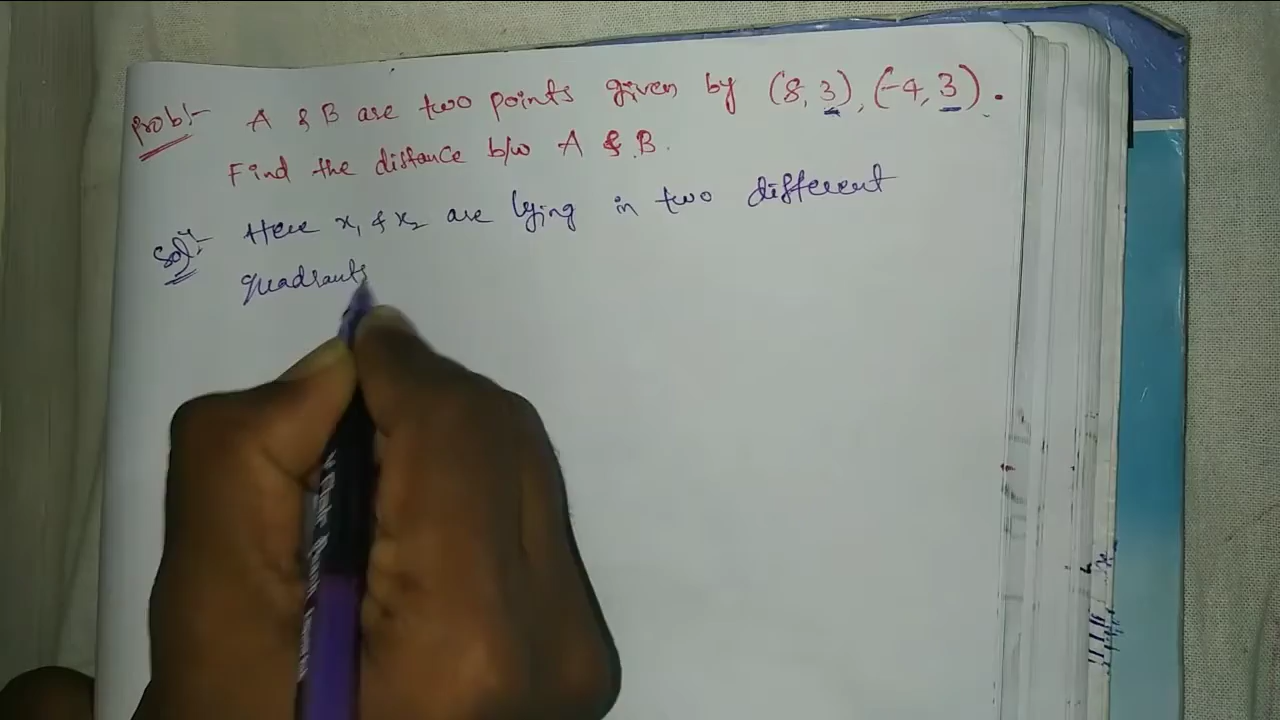 Prob:- A & B are two points given by (8, 3), (-4, 3).
Find the distance b/w A & B.
Solⁿ:- Here x₁ & x₂ are lying in two different
quadrants